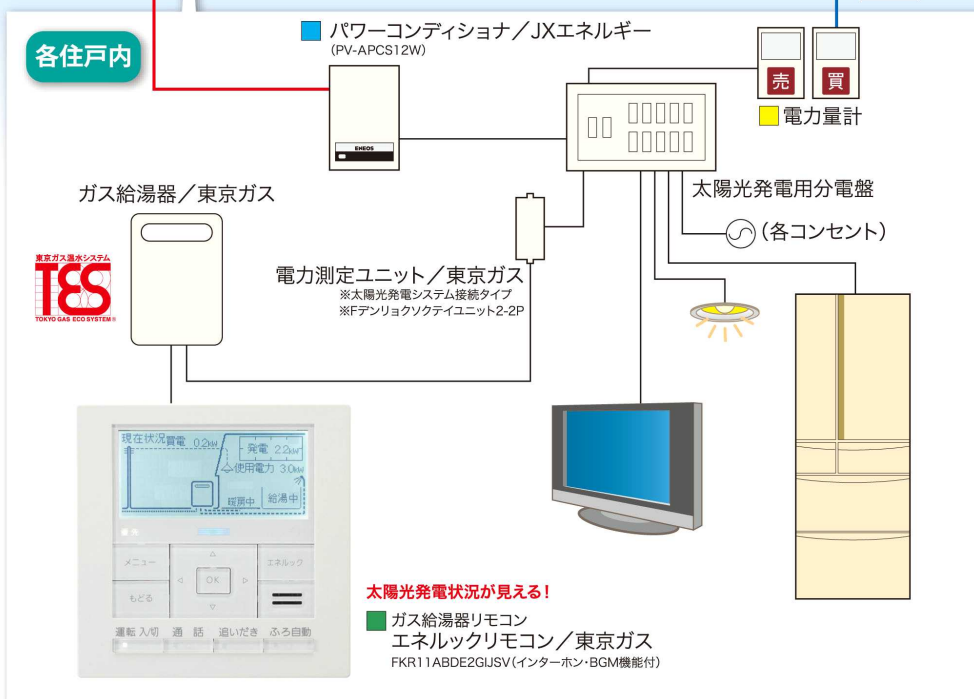 各住戸内
パワーコンディショナ／JXエネルギー
(PV-APCS12W)
売
買
電力量計
ENEOS
太陽光発電用分電盤
(各コンセント)
ガス給湯器／東京ガス
東京ガス温水システム
TES
TOKYO GAS ECO SYSTEM®
電力測定ユニット／東京ガス
※太陽光発電システム接続タイプ
※Fデンリョクソクテイユニット2-2P
現在状況 買電 0.2kW
発電 2.2kW
使用電力 3.0kW
暖房中 給湯中
優先
メニュー
エネルック
OK
もどる
運転 入/切 通話 追いだき ふろ自動
太陽光発電状況が見える！
ガス給湯器リモコン
エネルックリモコン／東京ガス
FKR11ABDE2GIJSV(インターホン・BGM機能付)